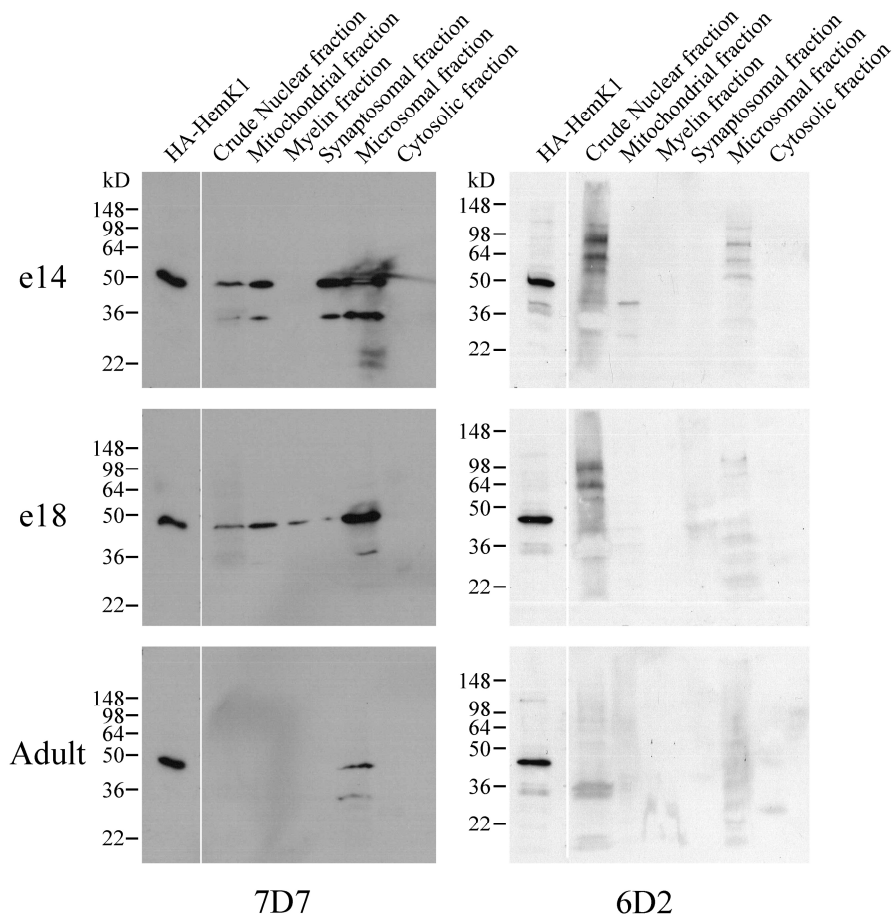 HA-HemK1
Crude Nuclear fraction
Mitochondrial fraction
Myelin fraction
Synaptosomal fraction
Microsomal fraction
Cytosolic fraction
HA-HemK1
Crude Nuclear fraction
Mitochondrial fraction
Myelin fraction
Synaptosomal fraction
Microsomal fraction
Cytosolic fraction
kD
148
98
64
50
36
22
e14
kD
148
98
64
50
36
22
148
98
64
50
36
22
e18
148
98
64
50
36
22
148
98
64
50
36
22
Adult
148
98
64
50
36
22
7D7
6D2